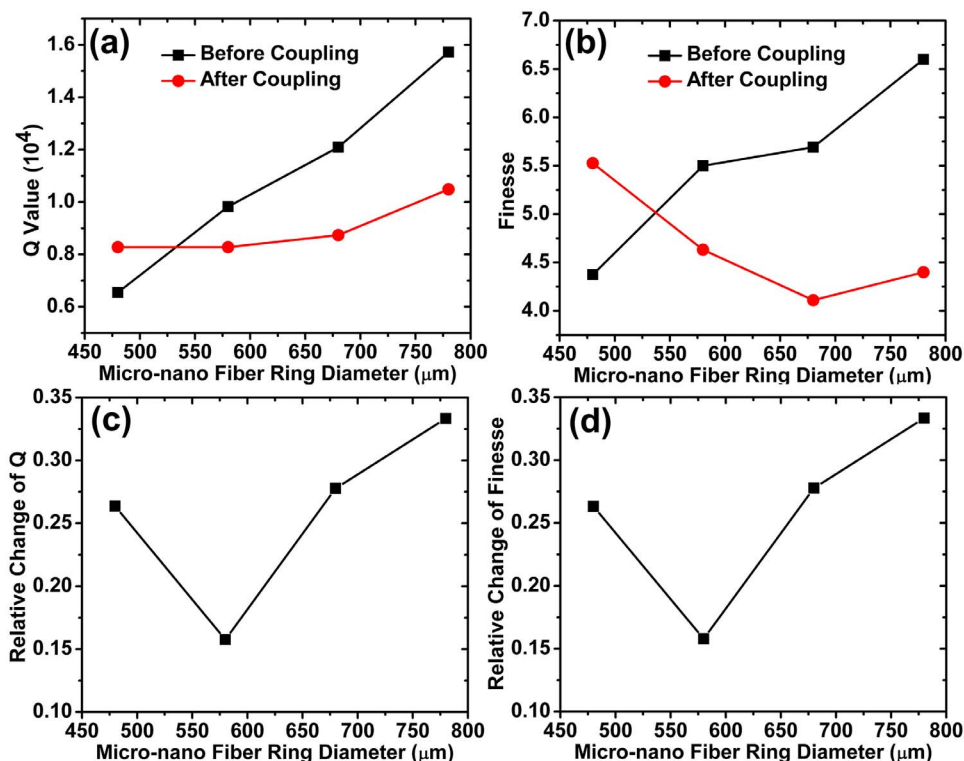 (a)
Before Coupling
After Coupling
Q Value (10^4)
1.6
1.4
1.2
1.0
0.8
0.6
450 500 550 600 650 700 750 800
Micro-nano Fiber Ring Diameter (μm)
(b)
Before Coupling
After Coupling
Finesse
7.0
6.5
6.0
5.5
5.0
4.5
4.0
450 500 550 600 650 700 750 800
Micro-nano Fiber Ring Diameter (μm)
(c)
Relative Change of Q
0.35
0.30
0.25
0.20
0.15
0.10
450 500 550 600 650 700 750 800
Micro-nano Fiber Ring Diameter (μm)
(d)
Relative Change of Finesse
0.35
0.30
0.25
0.20
0.15
0.10
450 500 550 600 650 700 750 800
Micro-nano Fiber Ring Diameter (μm)